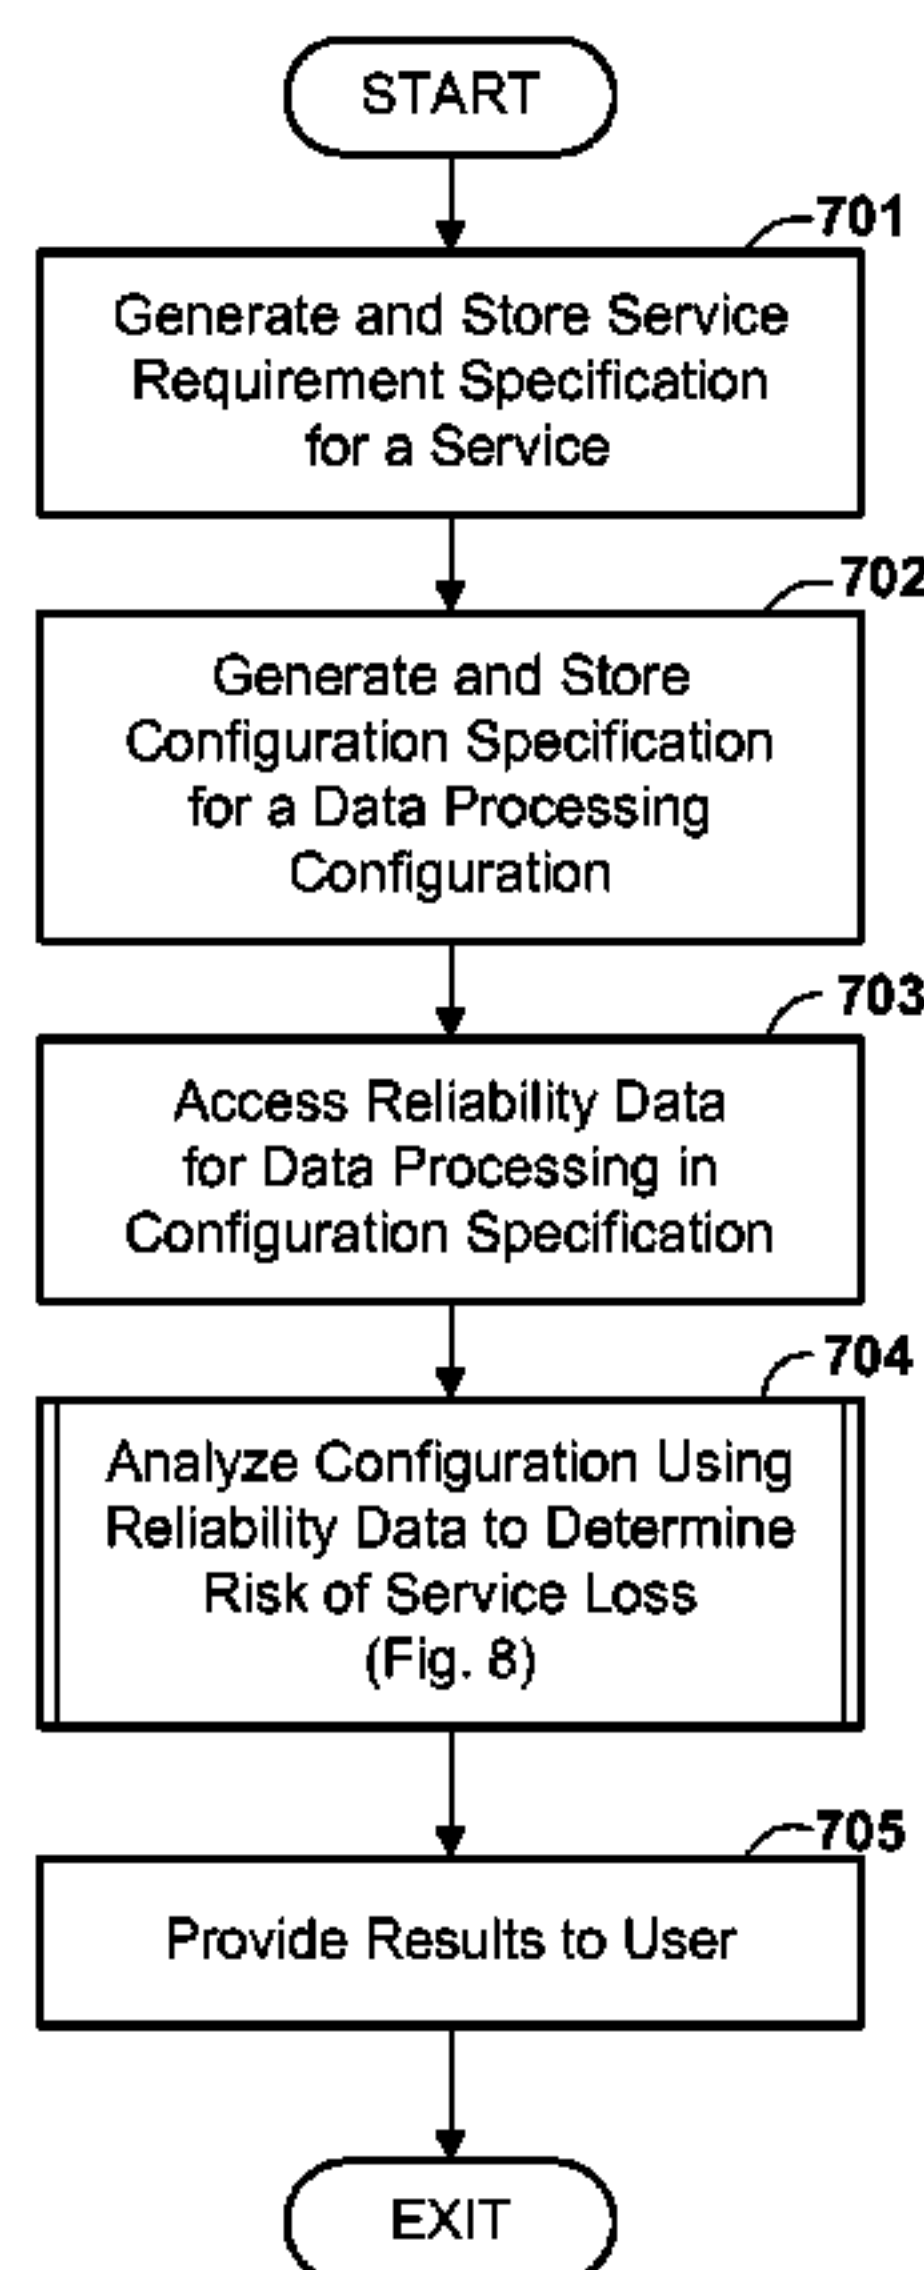 START
701
Generate and Store Service
Requirement Specification
for a Service
702
Generate and Store
Configuration Specification
for a Data Processing
Configuration
703
Access Reliability Data
for Data Processing in
Configuration Specification
704
Analyze Configuration Using
Reliability Data to Determine
Risk of Service Loss
(Fig. 8)
705
Provide Results to User
EXIT